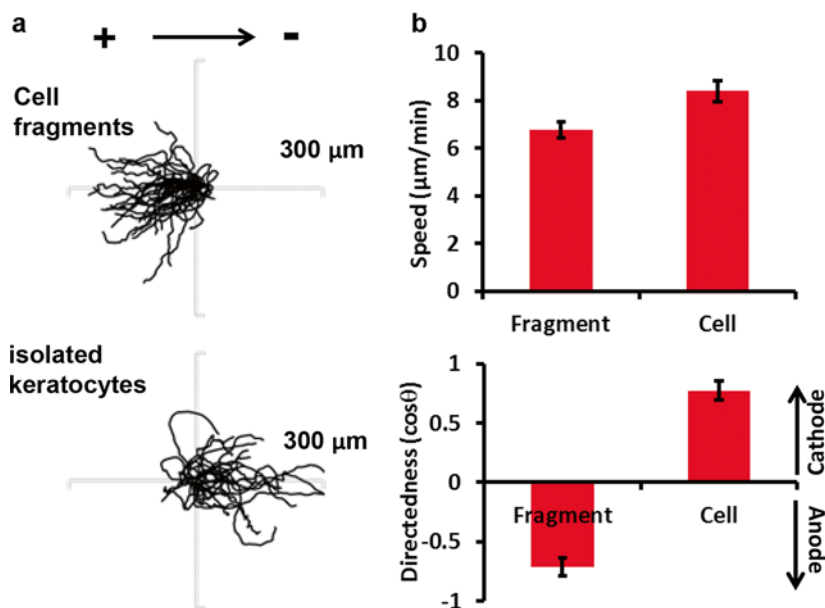 a
+ -
Cell
fragments
300 µm
isolated
keratocytes
300 µm
b
Speed (µm/min)
10
8
6
4
2
0
Fragment Cell
Directedness (cosθ)
1
0.5
0
-0.5
-1
Fragment Cell
Cathode
Anode